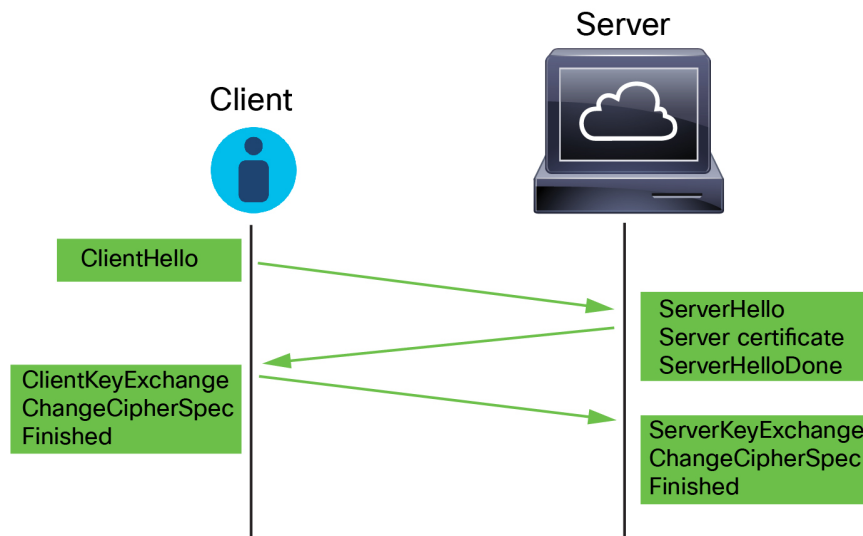 Server
Client
ClientHello
ServerHello
Server certificate
ServerHelloDone
ClientKeyExchange
ChangeCipherSpec
Finished
ServerKeyExchange
ChangeCipherSpec
Finished